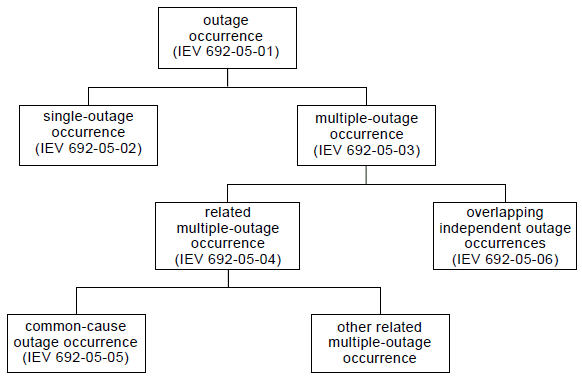 outage
occurrence
(IEV 692-05-01)
single-outage
occurrence
(IEV 692-05-02)
multiple-outage
occurrence
(IEV 692-05-03)
related
multiple-outage
occurrence
(IEV 692-05-04)
overlapping
independent outage
occurrences
(IEV 692-05-06)
common-cause
outage occurrence
(IEV 692-05-05)
other related
multiple-outage
occurrence